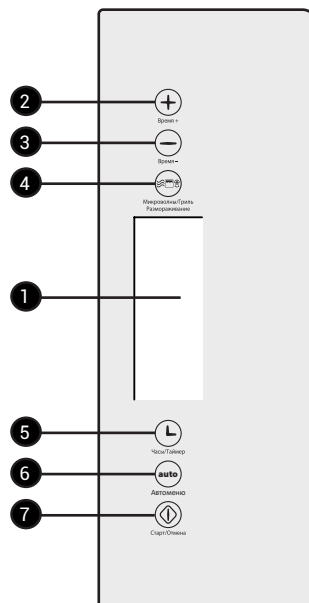 2
Время +
3
Время –
4
Микроволны/Гриль
Размораживание
1
5
Часы/Таймер
6
auto
Автоменю
7
Старт/Отмена